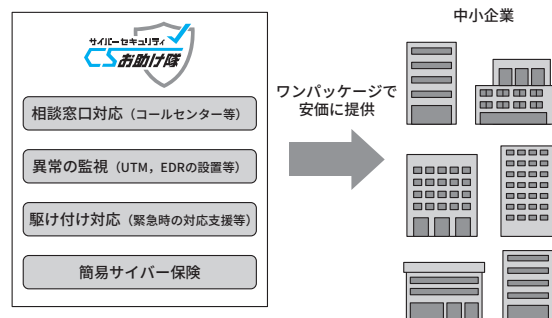 サイバーセキュリティ
CSお助け隊
相談窓口対応（コールセンター等）
異常の監視（UTM，EDRの設置等）
駆け付け対応（緊急時の対応支援等）
簡易サイバー保険
ワンパッケージで
安価に提供
中小企業